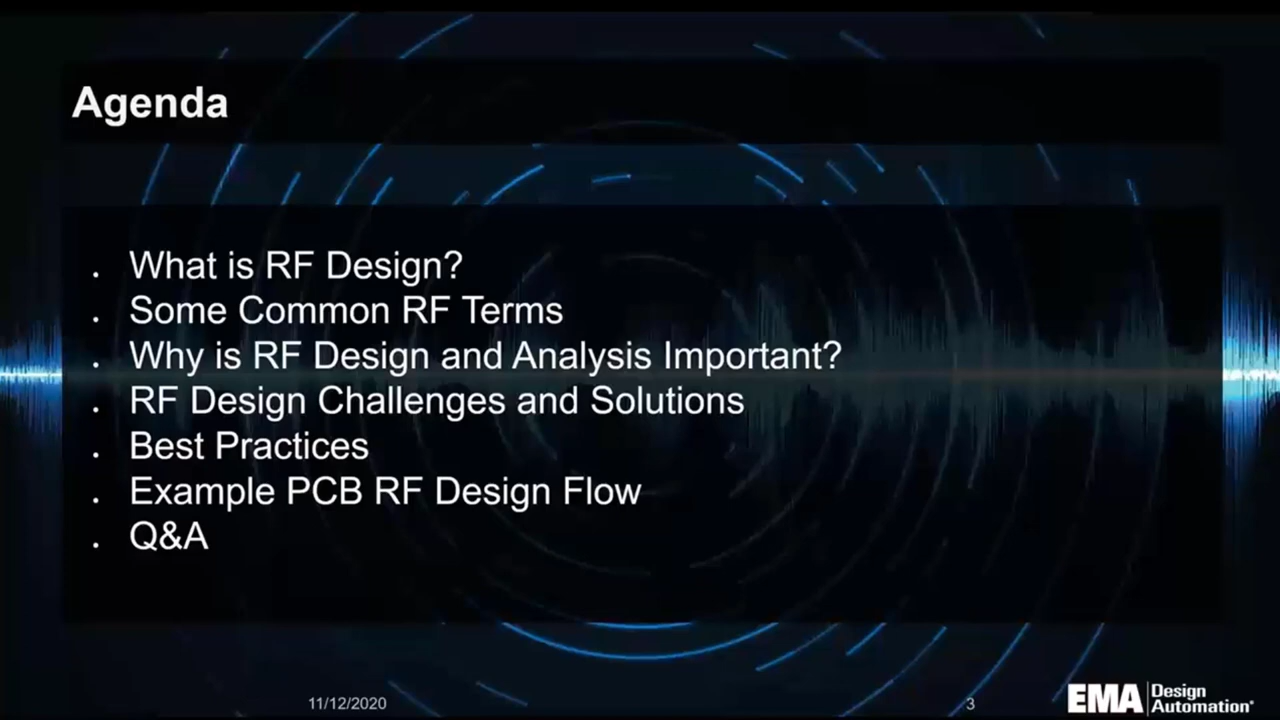 Agenda
. What is RF Design?
. Some Common RF Terms
. Why is RF Design and Analysis Important?
. RF Design Challenges and Solutions
. Best Practices
. Example PCB RF Design Flow
. Q&A
11/12/2020
3
EMA Design
Automation®